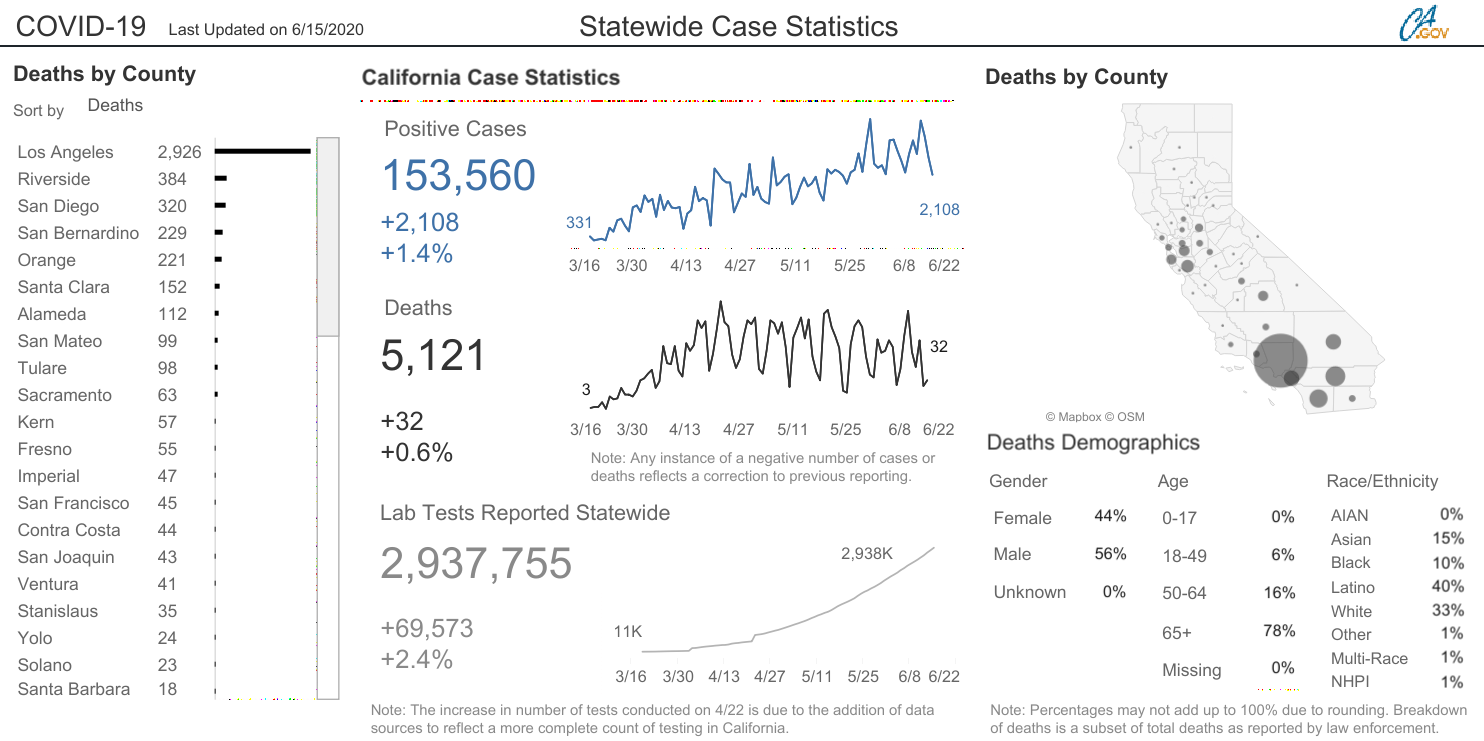 COVID-19 Last Updated on 6/15/2020
Statewide Case Statistics
CA.GOV
Deaths by County
Sort by Deaths
Los Angeles 2,926
Riverside 384
San Diego 320
San Bernardino 229
Orange 221
Santa Clara 152
Alameda 112
San Mateo 99
Tulare 98
Sacramento 63
Kern 57
Fresno 55
Imperial 47
San Francisco 45
Contra Costa 44
San Joaquin 43
Ventura 41
Stanislaus 35
Yolo 24
Solano 23
Santa Barbara 18
California Case Statistics
Positive Cases
153,560
+2,108
+1.4%
331
2,108
3/16 3/30 4/13 4/27 5/11 5/25 6/8 6/22
Deaths
5,121
+32
+0.6%
3
32
3/16 3/30 4/13 4/27 5/11 5/25 6/8 6/22
Note: Any instance of a negative number of cases or
deaths reflects a correction to previous reporting.
Lab Tests Reported Statewide
2,937,755
+69,573
+2.4%
11K
2,938K
3/16 3/30 4/13 4/27 5/11 5/25 6/8 6/22
Note: The increase in number of tests conducted on 4/22 is due to the addition of data
sources to reflect a more complete count of testing in California.
Deaths by County
© Mapbox © OSM
Deaths Demographics
Gender
Female 44%
Male 56%
Unknown 0%
Age
0-17 0%
18-49 6%
50-64 16%
65+ 78%
Missing 0%
Race/Ethnicity
AIAN 0%
Asian 15%
Black 10%
Latino 40%
White 33%
Other 1%
Multi-Race 1%
NHPI 1%
Note: Percentages may not add up to 100% due to rounding. Breakdown
of deaths is a subset of total deaths as reported by law enforcement.